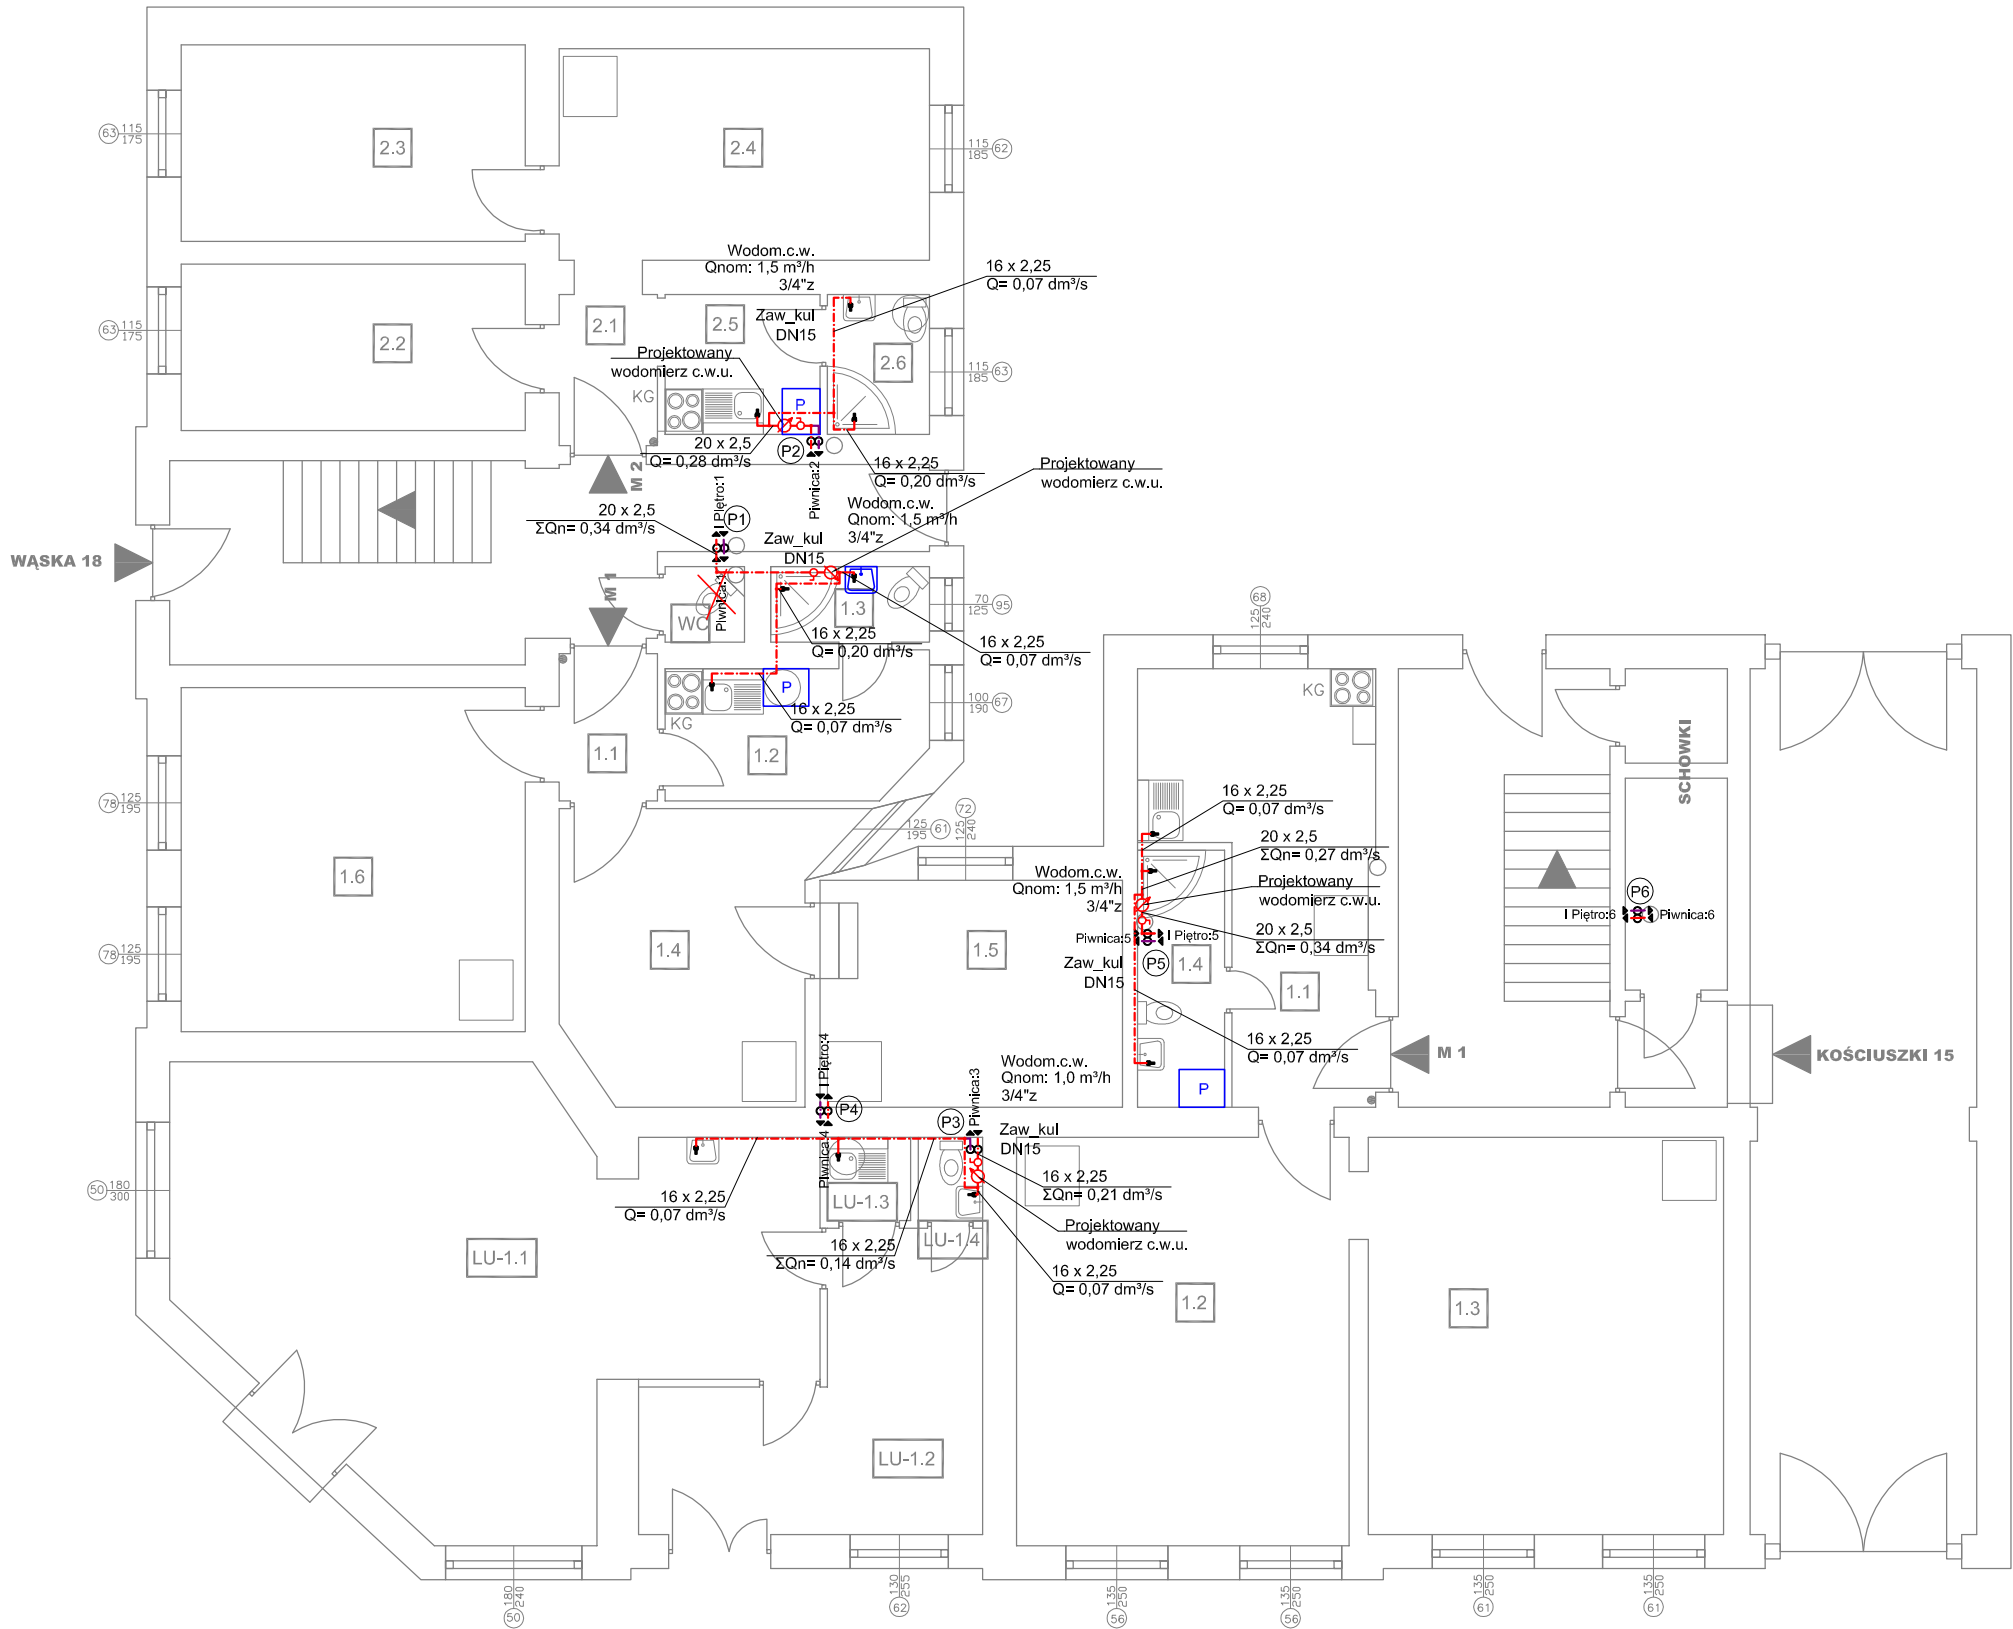 2.3
2.4
63
115
175
115
185
62
Wodom.c.w.
Qnom: 1,5 m³/h
3/4"z
16 x 2,25
Q= 0,07 dm³/s
Zaw_kul
DN15
2.1
2.5
2.2
63
115
175
2.6
115
185
63
Projektowany
wodomierz c.w.u.
KG
P
20 x 2,5
Q= 0,28 dm³/s
P2
M 2
Piwnica:2
16 x 2,25
Q= 0,20 dm³/s
Projektowany
wodomierz c.w.u.
I Piętro:1
20 x 2,5
ΣQn= 0,34 dm³/s
P1
Wodom.c.w.
Qnom: 1,5 m³/h
3/4"z
Zaw_kul
DN15
WĄSKA 18
M 1
Piwnica:1
WC
1.3
70
125
95
16 x 2,25
Q= 0,20 dm³/s
16 x 2,25
Q= 0,07 dm³/s
125
240
68
P
KG
16 x 2,25
Q= 0,07 dm³/s
100
190
67
KG
1.1
1.2
SCHOWKI
78
125
195
125
195
61
72
125
240
16 x 2,25
Q= 0,07 dm³/s
20 x 2,5
ΣQn= 0,27 dm³/s
1.6
Wodom.c.w.
Qnom: 1,5 m³/h
3/4"z
Projektowany
wodomierz c.w.u.
P6
I Piętro:6
Piwnica:6
20 x 2,5
ΣQn= 0,34 dm³/s
Piwnica:5
I Piętro:5
P5
78
125
195
1.4
1.5
Zaw_kul
DN15
1.4
1.1
16 x 2,25
Q= 0,07 dm³/s
M 1
KOŚCIUSZKI 15
I Piętro:4
P4
Piwnica:4
Wodom.c.w.
Qnom: 1,0 m³/h
3/4"z
P
Piwnica:3
P3
Zaw_kul
DN15
16 x 2,25
ΣQn= 0,21 dm³/s
50
180
300
16 x 2,25
Q= 0,07 dm³/s
LU-1.3
LU-1.4
Projektowany
wodomierz c.w.u.
LU-1.1
16 x 2,25
ΣQn= 0,14 dm³/s
16 x 2,25
Q= 0,07 dm³/s
1.2
1.3
LU-1.2
180
240
50
130
255
62
135
250
56
135
250
56
135
250
61
135
250
61